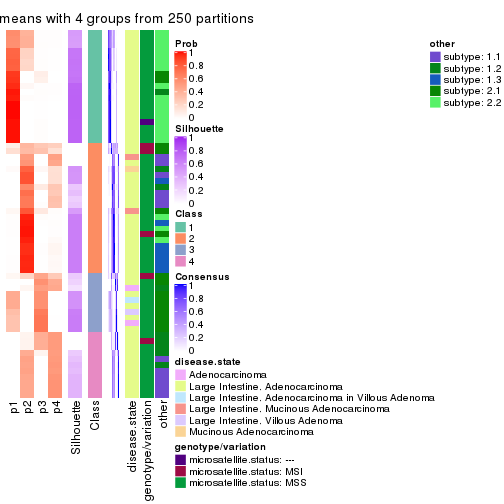 means with 4 groups from 250 partitions
Prob
1
0.8
0.6
0.4
0.2
0
Silhouette
1
0.8
0.6
0.4
0.2
0
Class
1
2
3
4
Consensus
1
0.8
0.6
0.4
0.2
0
disease.state
Adenocarcinoma
Large Intestine. Adenocarcinoma
Large Intestine. Adenocarcinoma in Villous Adenoma
Large Intestine. Mucinous Adenocarcinoma
Large Intestine. Villous Adenoma
Mucinous Adenocarcinoma
genotype/variation
microsatellite.status: ---
microsatellite.status: MSI
microsatellite.status: MSS
other
subtype: 1.1
subtype: 1.2
subtype: 1.3
subtype: 2.1
subtype: 2.2
p1
p2
p3
p4
Silhouette
Class
disease.state
genotype/variation
other